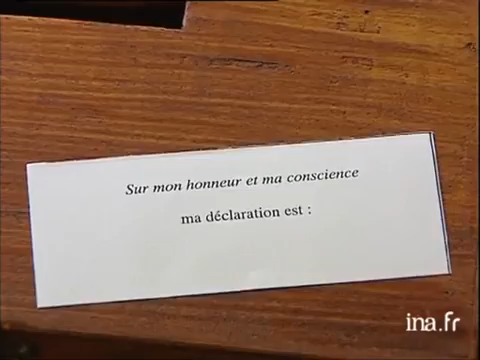 Sur mon honneur et ma conscience
ma déclaration est :
ina.fr